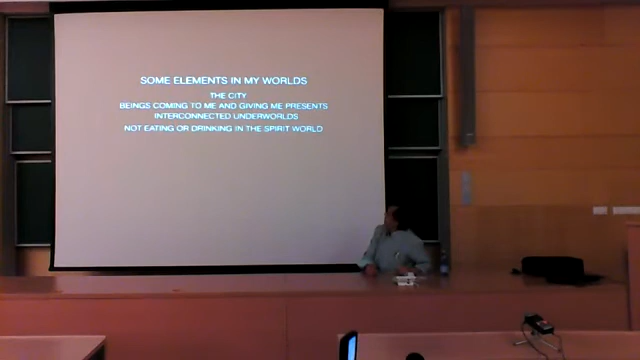 SOME ELEMENTS IN MY WORLDS
THE CITY
BEINGS COMING TO ME AND GIVING ME PRESENTS
INTERCONNECTED UNDERWORLDS
NOT EATING OR DRINKING IN THE SPIRIT WORLD